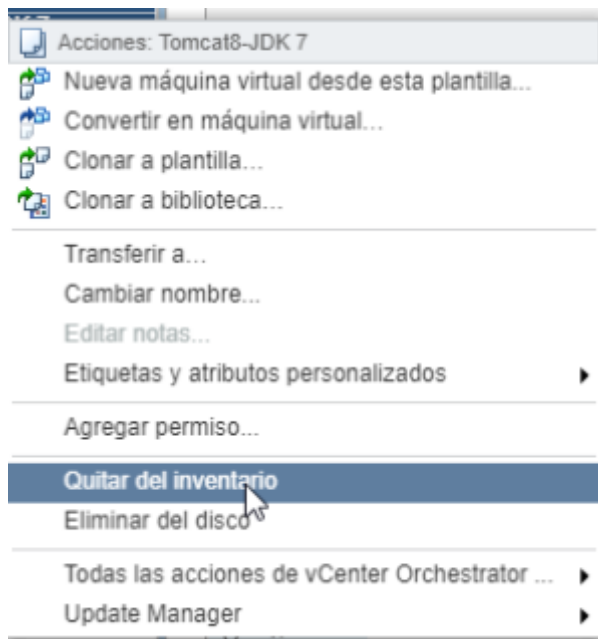 Acciones: Tomcat8-JDK 7
Nueva máquina virtual desde esta plantilla...
Convertir en máquina virtual...
Clonar a plantilla...
Clonar a biblioteca...
Transferir a...
Cambiar nombre...
Editar notas...
Etiquetas y atributos personalizados
Agregar permiso...
Quitar del inventario
Eliminar del disco
Todas las acciones de vCenter Orchestrator ...
Update Manager